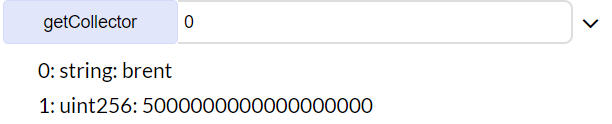 getCollector 0
0: string: brent
1: uint256: 5000000000000000000